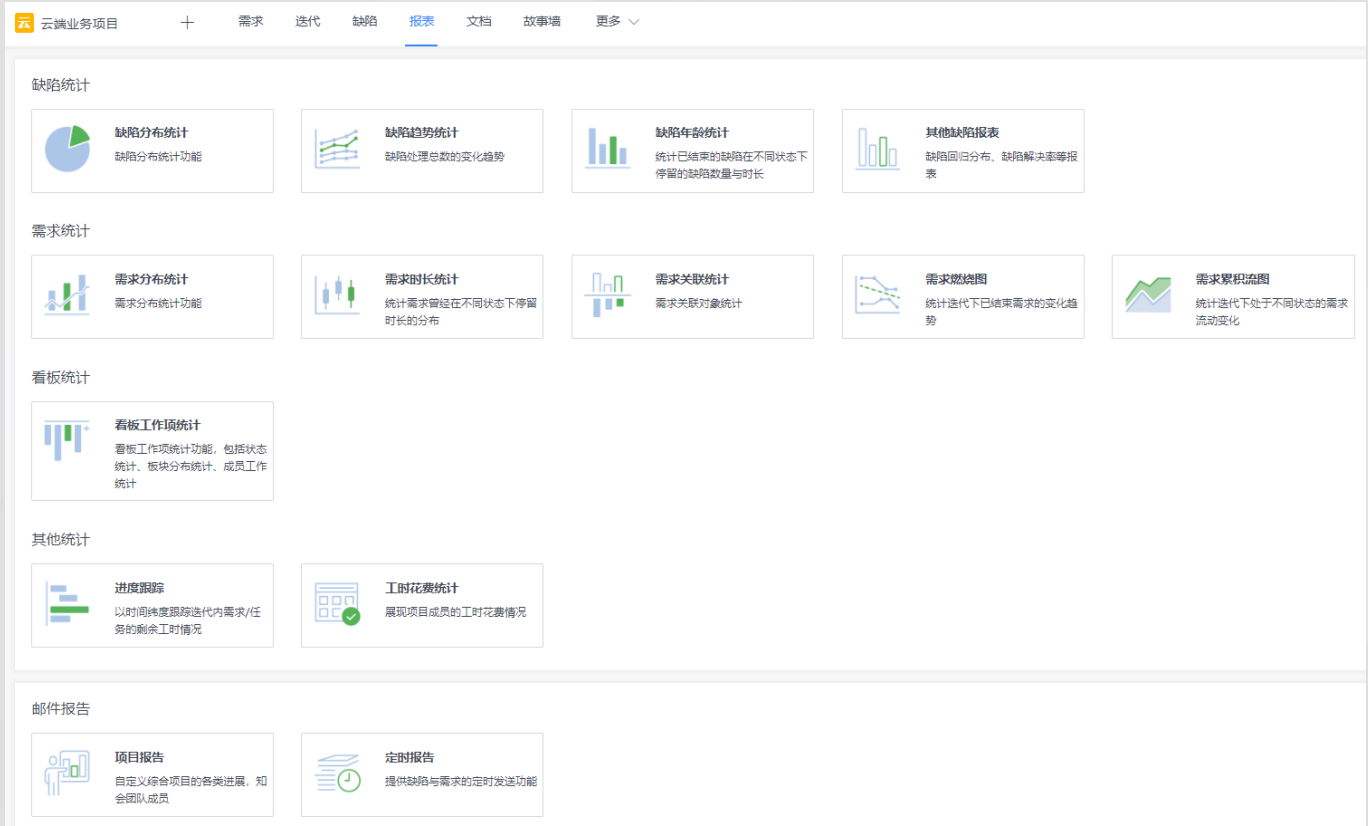 云
云端业务项目
需求
迭代
缺陷
报表
文档
故事墙
更多
缺陷统计
缺陷分布统计
缺陷分布统计功能
缺陷趋势统计
缺陷处理总数的变化趋势
缺陷年龄统计
统计已结束的缺陷在不同状态下
停留的缺陷数量与时长
其他缺陷报表
缺陷回归分布、缺陷解决率等报
表
需求统计
需求分布统计
需求分布统计功能
需求时长统计
统计需求曾经在不同状态下停留
时长的分布
需求关联统计
需求关联对象统计
需求燃烧图
统计迭代下已结束需求的变化趋
势
需求累积流图
统计迭代下处于不同状态的需求
流动变化
看板统计
看板工作项统计
看板工作项统计功能，包括状态
统计、板块分布统计、成员工作
统计
其他统计
进度跟踪
以时间纬度跟踪迭代内需求/任
务的剩余工时情况
工时花费统计
展现项目成员的工时花费情况
邮件报告
项目报告
自定义综合项目的各类进展，知
会团队成员
定时报告
提供缺陷与需求的定时发送功能